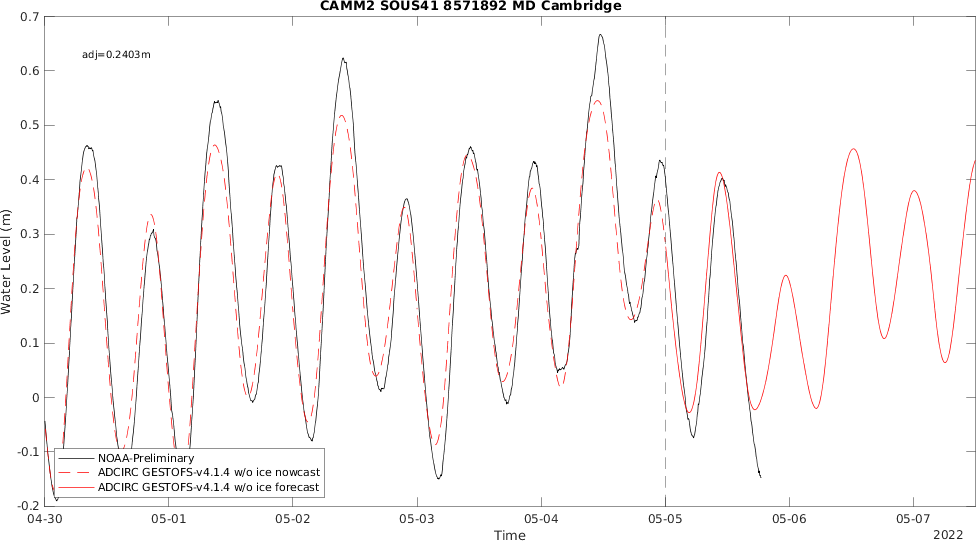 CAMM2 SOUS41 8571892 MD Cambridge
0.7
adj=0.2403m
0.6
0.5
0.4
0.3
0.2
0.1
0
-0.1
-0.2
Water Level (m)
NOAA-Preliminary
ADCIRC GESTOFS-v4.1.4 w/o ice nowcast
ADCIRC GESTOFS-v4.1.4 w/o ice forecast
04-30 05-01 05-02 05-03 05-04 05-05 05-06 05-07
Time
2022